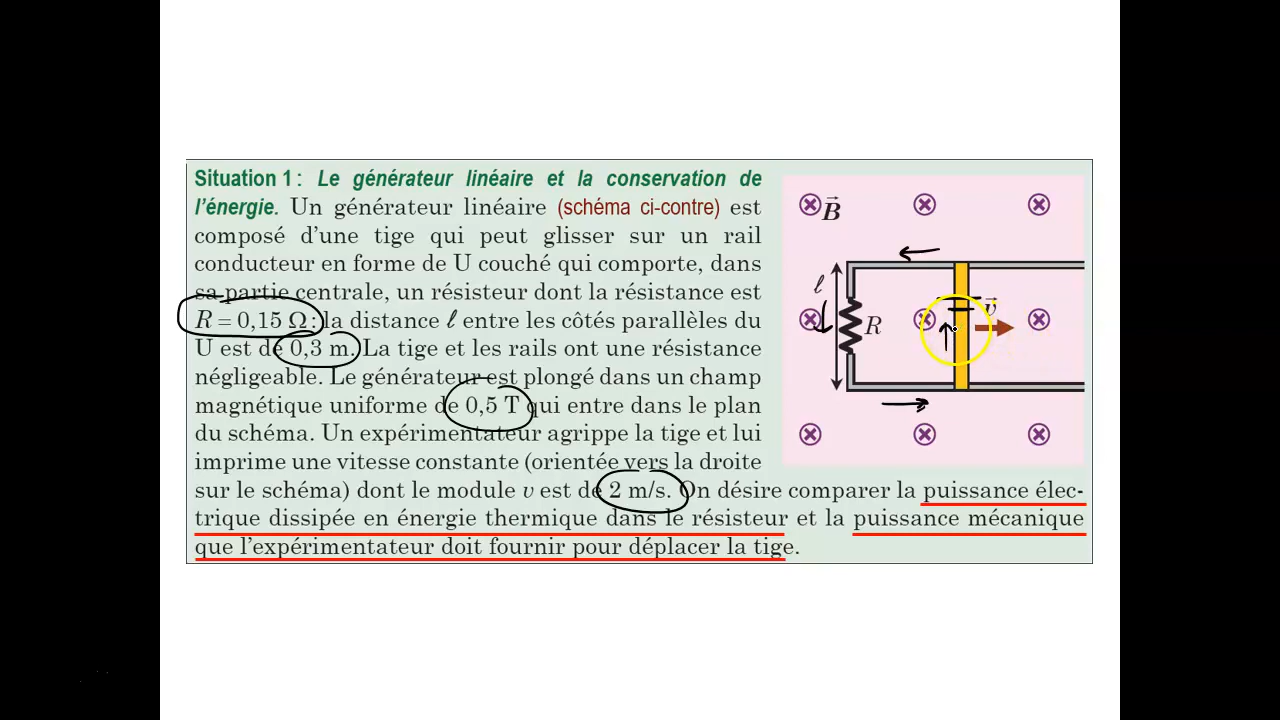 Situation 1 : Le générateur linéaire et la conservation de
l'énergie. Un générateur linéaire (schéma ci-contre) est
composé d'une tige qui peut glisser sur un rail
conducteur en forme de U couché qui comporte, dans
sa partie centrale, un résisteur dont la résistance est
R = 0,15 Ω ; la distance ℓ entre les côtés parallèles du
U est de 0,3 m. La tige et les rails ont une résistance
négligeable. Le générateur est plongé dans un champ
magnétique uniforme de 0,5 T qui entre dans le plan
du schéma. Un expérimentateur agrippe la tige et lui
imprime une vitesse constante (orientée vers la droite
sur le schéma) dont le module v est de 2 m/s. On désire comparer la puissance élec-
trique dissipée en énergie thermique dans le résisteur et la puissance mécanique
que l'expérimentateur doit fournir pour déplacer la tige.
B
ℓ
v
R